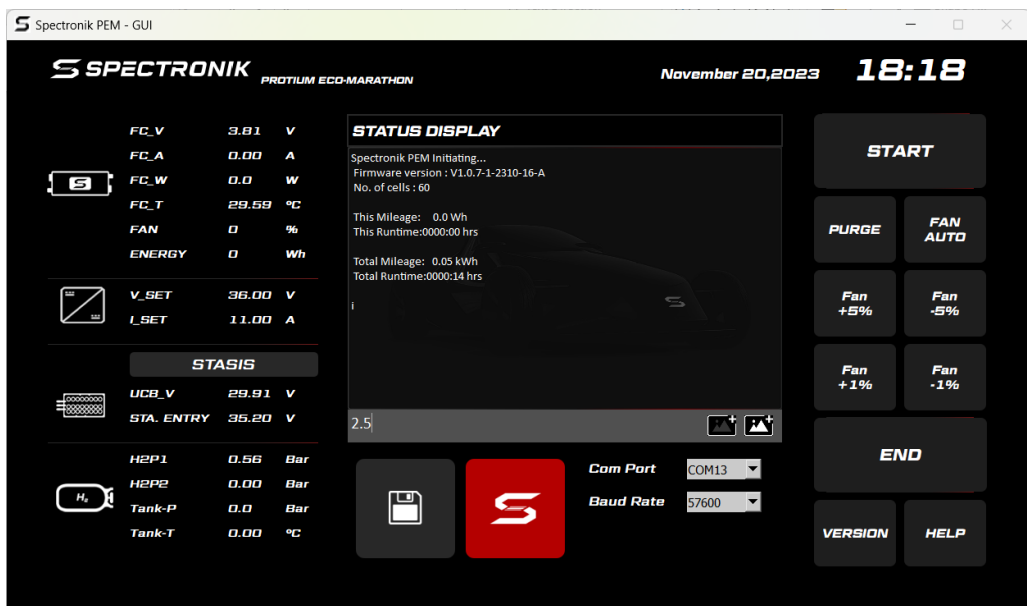 Spectronik PEM - GUI
SPECTRONIK PROTIUM ECO-MARATHON
November 20,2023 18:18
FC_V 3.81 V
FC_A 0.00 A
FC_W 0.0 W
FC_T 29.59 ºC
FAN 0 %
ENERGY 0 Wh
V_SET 36.00 V
I_SET 11.00 A
STASIS
UCB_V 29.91 V
STA. ENTRY 35.20 V
H2P1 0.56 Bar
H2P2 0.00 Bar
H₂
Tank-P 0.0 Bar
Tank-T 0.00 ºC
STATUS DISPLAY
Spectronik PEM Initiating...
Firmware version : V1.0.7-1-2310-16-A
No. of cells : 60
This Mileage: 0.0 Wh
This Runtime:0000:00 hrs
Total Mileage: 0.05 kWh
Total Runtime:0000:14 hrs
i
2.5
Com Port COM13
Baud Rate 57600
START
PURGE
FAN
AUTO
Fan
+5%
Fan
-5%
Fan
+1%
Fan
-1%
END
VERSION
HELP